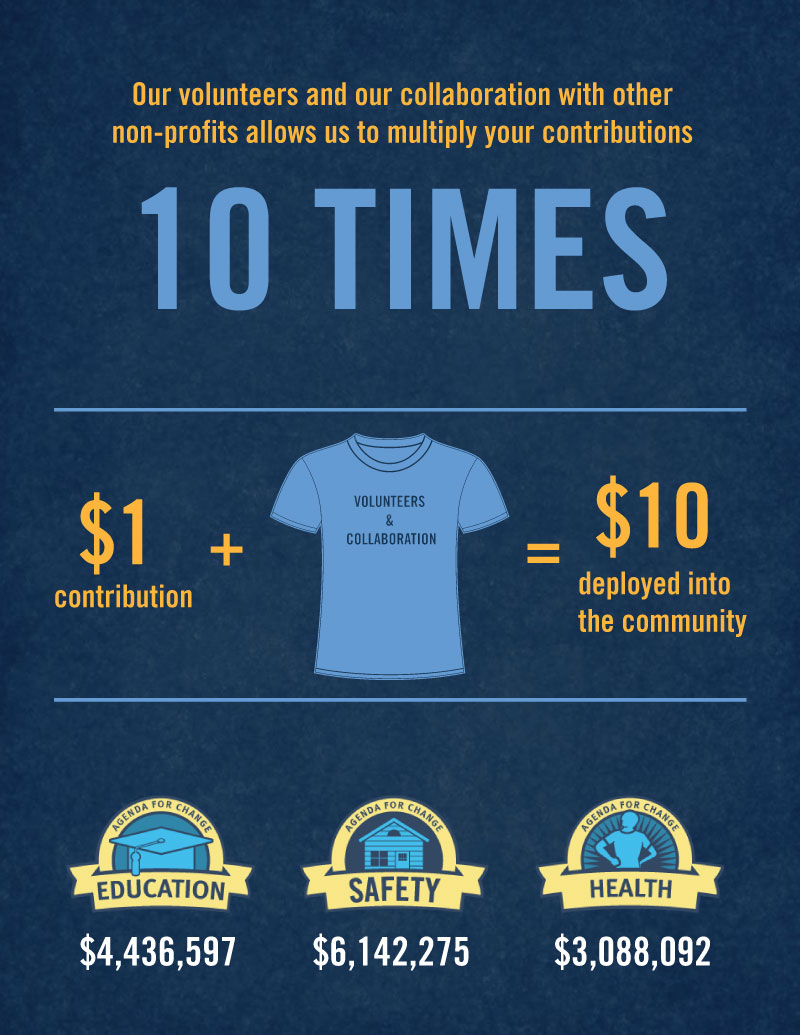 Our volunteers and our collaboration with other
non-profits allows us to multiply your contributions
10 TIMES
$1
contribution
+
VOLUNTEERS
&
COLLABORATION
=
$10
deployed into
the community
AGENDA FOR CHANGE
EDUCATION
$4,436,597
AGENDA FOR CHANGE
SAFETY
$6,142,275
AGENDA FOR CHANGE
HEALTH
$3,088,092